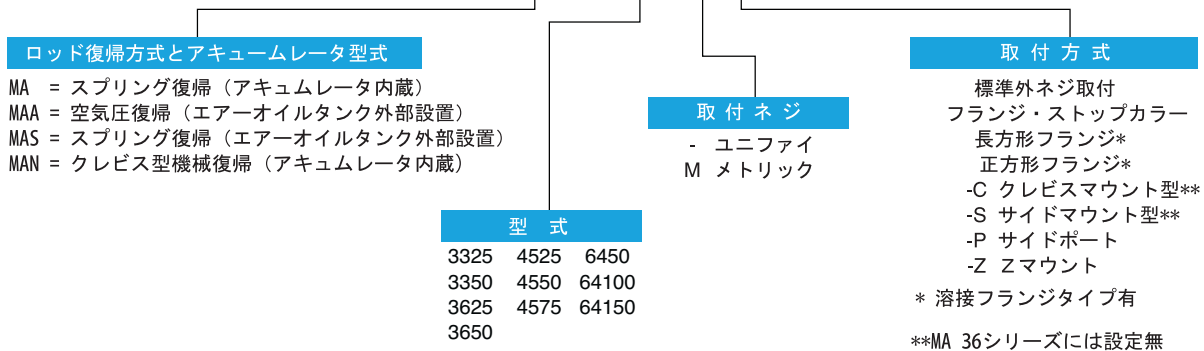 ロッド復帰方式とアキュームレータ型式
MA = スプリング復帰（アキュムレータ内蔵）
MAA = 空気圧復帰（エアーオイルタンク外部設置）
MAS = スプリング復帰（エアーオイルタンク外部設置）
MAN = クレビス型機械復帰（アキュムレータ内蔵）
型 式
3325 4525 6450
3350 4550 64100
3625 4575 64150
3650
取付ネジ
- ユニファイ
M メトリック
取付方式
標準外ネジ取付
フランジ・ストップカラー
長方形フランジ*
正方形フランジ*
-C クレビスマウント型**
-S サイドマウント型**
-P サイドポート
-Z Zマウント
* 溶接フランジタイプ有
**MA 36シリーズには設定無